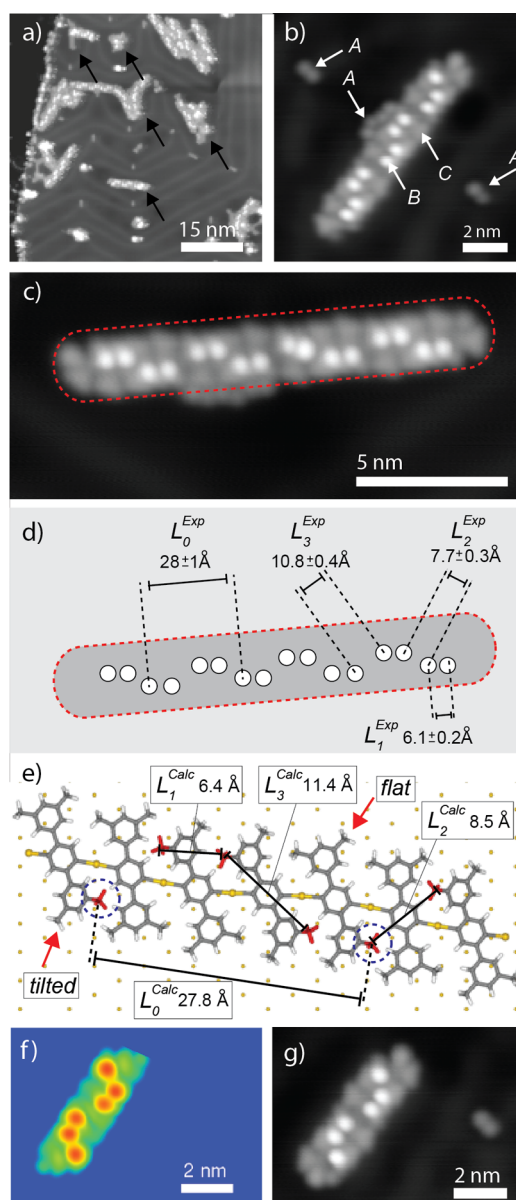 a)
15 nm
b)
A
A
A
B
C
2 nm
c)
5 nm
d)
L0Exp
28±1Å
L3Exp
10.8±0.4Å
L2Exp
7.7±0.3Å
L1Exp 6.1±0.2Å
e)
L1Calc 6.4 Å
L3Calc 11.4 Å
flat
L2Calc 8.5 Å
tilted
L0Calc 27.8 Å
f)
2 nm
g)
2 nm